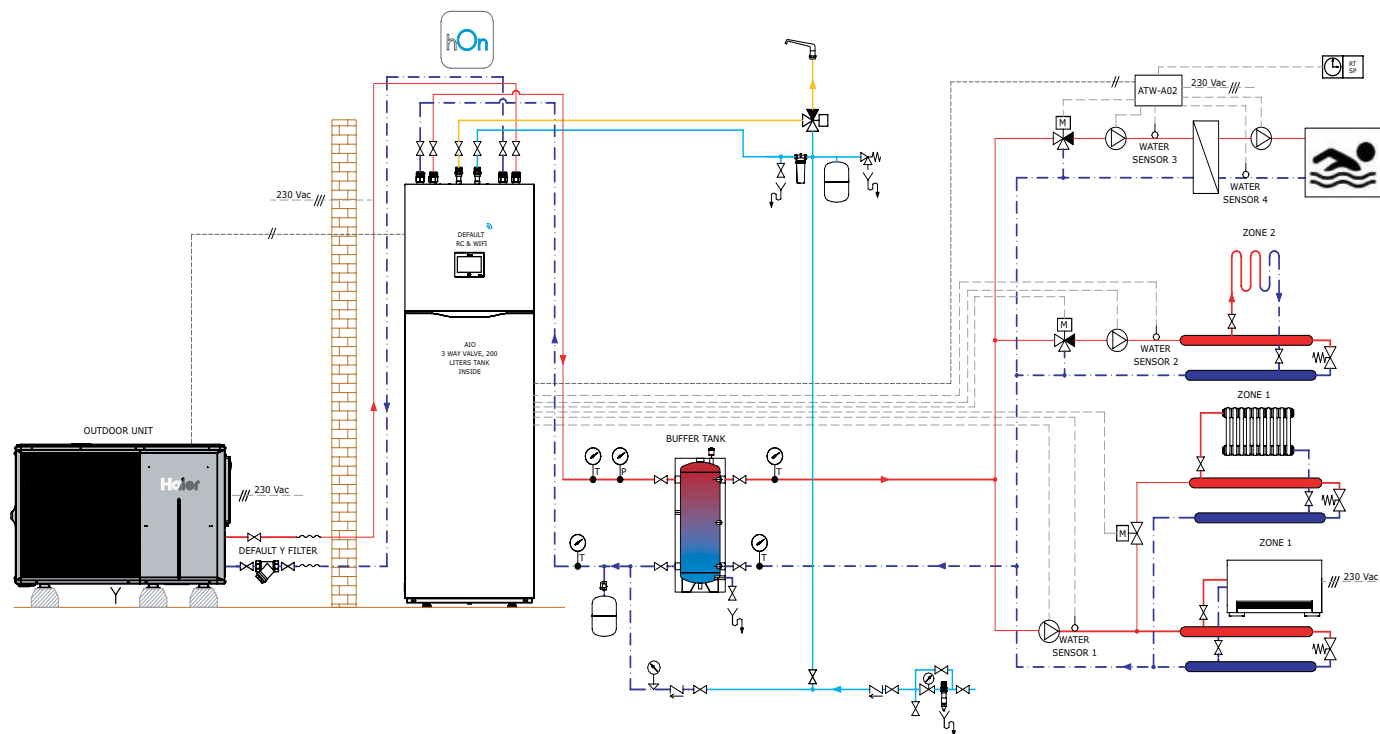 hOn
230 Vac
ATW-A02
RT
SP
M
WATER
SENSOR 3
WATER
SENSOR 4
230 Vac
DEFAULT
RC & WIFI
ZONE 2
M
WATER
SENSOR 2
AIO
3 WAY VALVE, 200
LITERS TANK
INSIDE
ZONE 1
OUTDOOR UNIT
Haier
BUFFER TANK
T
P
T
230 Vac
DEFAULT Y FILTER
T
T
M
ZONE 1
230 Vac
WATER
SENSOR 1